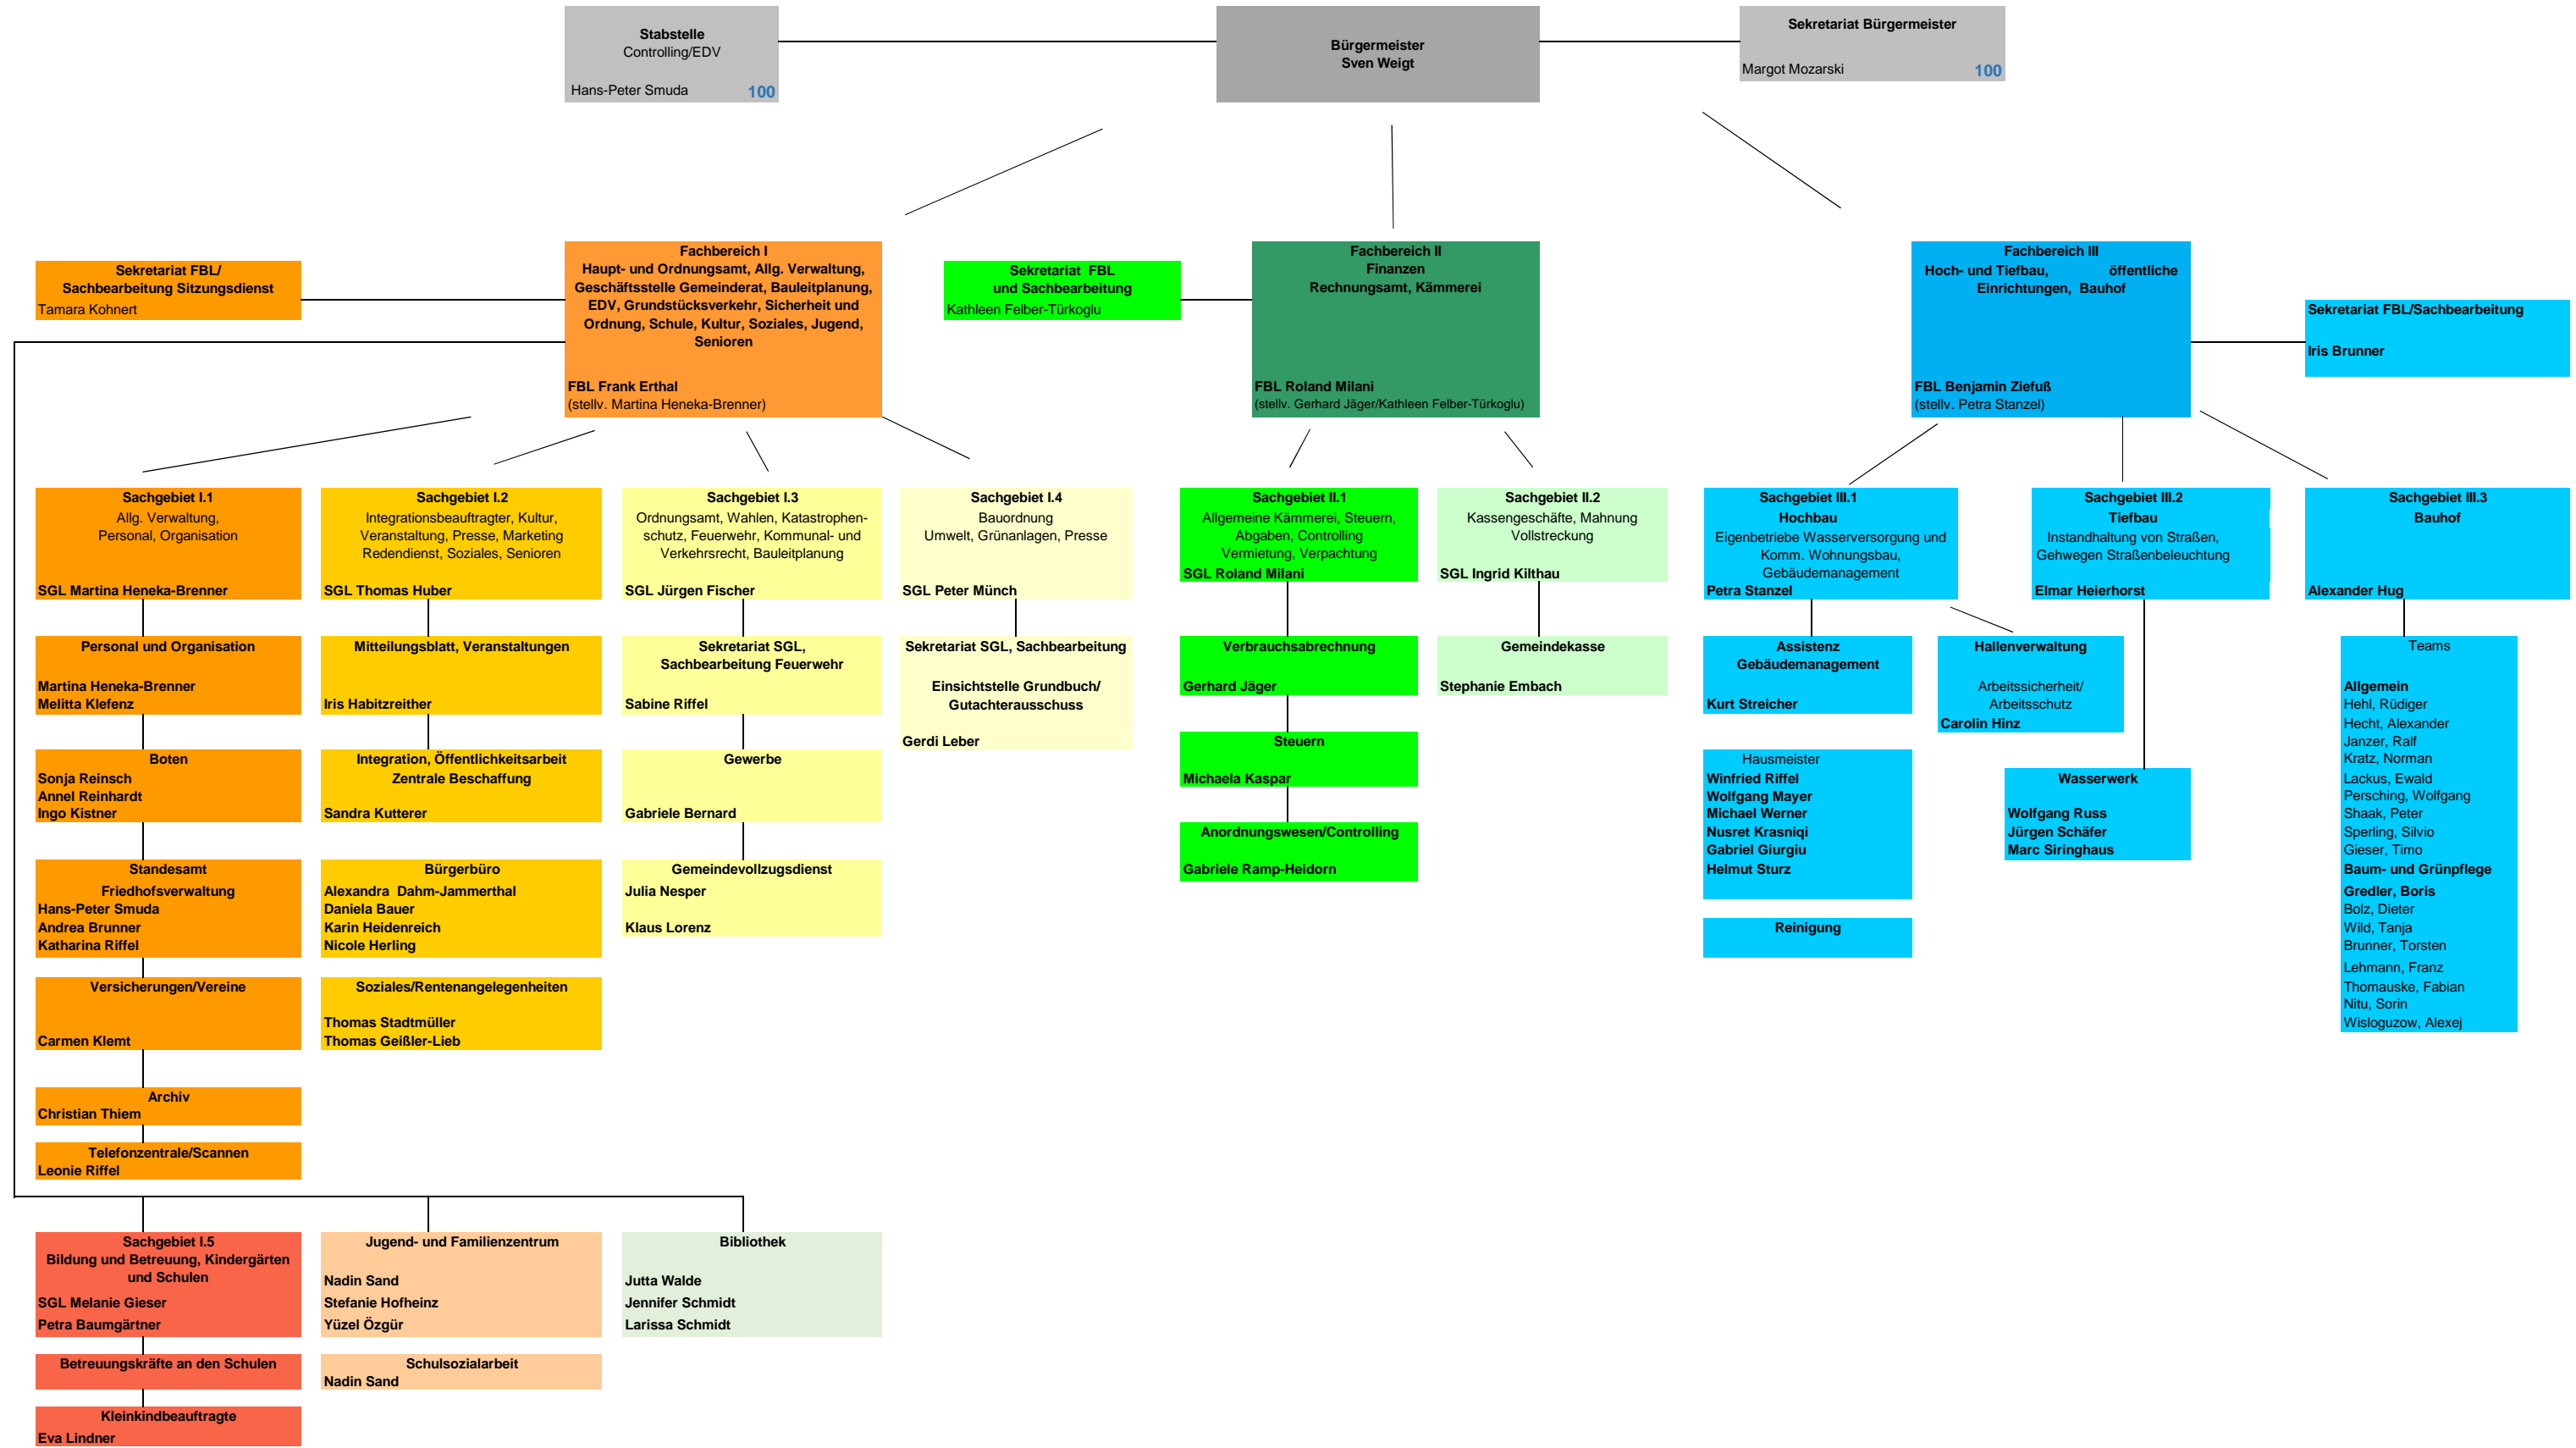 Stabstelle
Controlling/EDV
Hans-Peter Smuda 100
Bürgermeister
Sven Weigt
Sekretariat Bürgermeister
Margot Mozarski 100
Sekretariat FBL/
Sachbearbeitung Sitzungsdienst
Tamara Kohnert
Fachbereich I
Haupt- und Ordnungsamt, Allg. Verwaltung,
Geschäftsstelle Gemeinderat, Bauleitplanung,
EDV, Grundstücksverkehr, Sicherheit und
Ordnung, Schule, Kultur, Soziales, Jugend,
Senioren
FBL Frank Erthal
(stellv. Martina Heneka-Brenner)
Sekretariat FBL
und Sachbearbeitung
Kathleen Felber-Türkoglu
Fachbereich II
Finanzen
Rechnungsamt, Kämmerei
FBL Roland Milani
(stellv. Gerhard Jäger/Kathleen Felber-Türkoglu)
Fachbereich III
Hoch- und Tiefbau, öffentliche
Einrichtungen, Bauhof
FBL Benjamin Ziefuß
(stellv. Petra Stanzel)
Sekretariat FBL/Sachbearbeitung
Iris Brunner
Sachgebiet I.1
Allg. Verwaltung,
Personal, Organisation
SGL Martina Heneka-Brenner
Personal und Organisation
Martina Heneka-Brenner
Melitta Klefenz
Boten
Sonja Reinsch
Annel Reinhardt
Ingo Kistner
Standesamt
Friedhofsverwaltung
Hans-Peter Smuda
Andrea Brunner
Katharina Riffel
Versicherungen/Vereine
Carmen Klemt
Archiv
Christian Thiem
Telefonzentrale/Scannen
Leonie Riffel
Sachgebiet I.2
Integrationsbeauftragter, Kultur,
Veranstaltung, Presse, Marketing
Redendienst, Soziales, Senioren
SGL Thomas Huber
Mitteilungsblatt, Veranstaltungen
Iris Habitzreither
Integration, Öffentlichkeitsarbeit
Zentrale Beschaffung
Sandra Kutterer
Bürgerbüro
Alexandra Dahm-Jammerthal
Daniela Bauer
Karin Heidenreich
Nicole Herling
Soziales/Rentenangelegenheiten
Thomas Stadtmüller
Thomas Geißler-Lieb
Sachgebiet I.3
Ordnungsamt, Wahlen, Katastrophen-
schutz, Feuerwehr, Kommunal- und
Verkehrsrecht, Bauleitplanung
SGL Jürgen Fischer
Sekretariat SGL,
Sachbearbeitung Feuerwehr
Sabine Riffel
Gewerbe
Gabriele Bernard
Gemeindevollzugsdienst
Julia Nesper
Klaus Lorenz
Sachgebiet I.4
Bauordnung
Umwelt, Grünanlagen, Presse
SGL Peter Münch
Sekretariat SGL, Sachbearbeitung
Einsichtstelle Grundbuch/
Gutachterausschuss
Gerdi Leber
Sachgebiet II.1
Allgemeine Kämmerei, Steuern,
Abgaben, Controlling
Vermietung, Verpachtung
SGL Roland Milani
Verbrauchsabrechnung
Gerhard Jäger
Steuern
Michaela Kaspar
Anordnungswesen/Controlling
Gabriele Ramp-Heidorn
Sachgebiet II.2
Kassengeschäfte, Mahnung
Vollstreckung
SGL Ingrid Kilthau
Gemeindekasse
Stephanie Embach
Sachgebiet III.1
Hochbau
Eigenbetriebe Wasserversorgung und
Komm. Wohnungsbau,
Gebäudemanagement
Petra Stanzel
Assistenz
Gebäudemanagement
Kurt Streicher
Hausmeister
Winfried Riffel
Wolfgang Mayer
Michael Werner
Nusret Krasniqi
Gabriel Giurgiu
Helmut Sturz
Reinigung
Hallenverwaltung
Arbeitssicherheit/
Arbeitsschutz
Carolin Hinz
Sachgebiet III.2
Tiefbau
Instandhaltung von Straßen,
Gehwegen Straßenbeleuchtung
Elmar Heierhorst
Wasserwerk
Wolfgang Russ
Jürgen Schäfer
Marc Siringhaus
Sachgebiet III.3
Bauhof
Alexander Hug
Teams
Allgemein
Hehl, Rüdiger
Hecht, Alexander
Janzer, Ralf
Kratz, Norman
Lackus, Ewald
Persching, Wolfgang
Shaak, Peter
Sperling, Silvio
Gieser, Timo
Baum- und Grünpflege
Gredler, Boris
Bolz, Dieter
Wild, Tanja
Brunner, Torsten
Lehmann, Franz
Thomauske, Fabian
Nitu, Sorin
Wisloguzow, Alexej
Sachgebiet I.5
Bildung und Betreuung, Kindergärten
und Schulen
SGL Melanie Gieser
Petra Baumgärtner
Betreuungskräfte an den Schulen
Kleinkindbeauftragte
Eva Lindner
Jugend- und Familienzentrum
Nadin Sand
Stefanie Hofheinz
Yüzel Özgür
Schulsozialarbeit
Nadin Sand
Bibliothek
Jutta Walde
Jennifer Schmidt
Larissa Schmidt